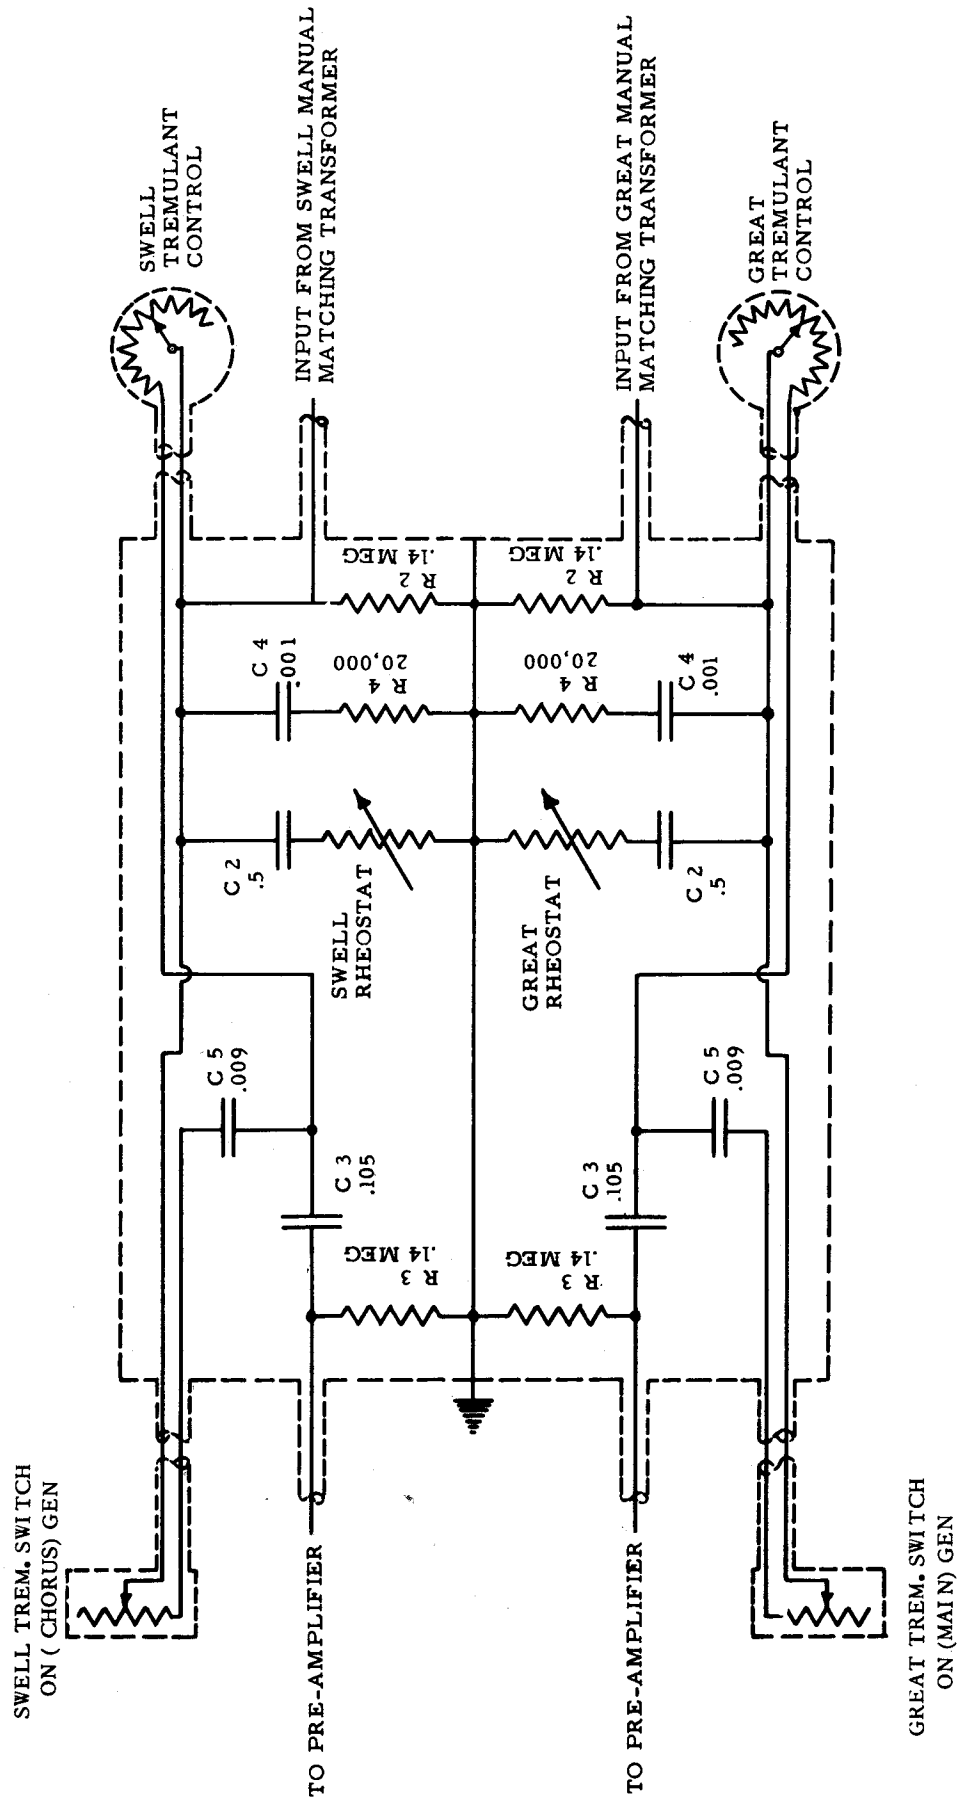 SWELL
TREMULANT
CONTROL
INPUT FROM SWELL MANUAL
MATCHING TRANSFORMER
INPUT FROM GREAT MANUAL
MATCHING TRANSFORMER
GREAT
TREMULANT
CONTROL
R 2
.14 MEG
R 2
.14 MEG
C 4
.001
R 4
20,000
R 4
20,000
C 4
.001
C 2
.5
SWELL
RHEOSTAT
GREAT
RHEOSTAT
C 2
.5
C 5
.009
C 3
.105
C 3
.105
C 5
.009
R 3
.14 MEG
R 3
.14 MEG
SWELL TREM. SWITCH
ON ( CHORUS) GEN
TO PRE-AMPLIFIER
TO PRE-AMPLIFIER
GREAT TREM. SWITCH
ON (MAIN) GEN